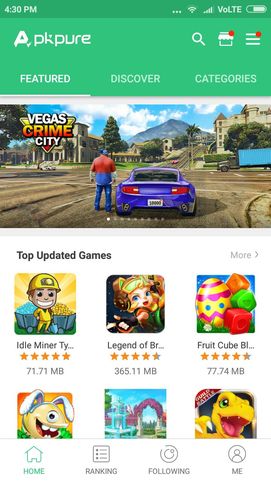 4:30 PM
... VoLTE
Apkpure
FEATURED DISCOVER CATEGORIES
VEGAS
CRIME
CITY
Top Updated Games More
Idle Miner Ty... Legend of Br... Fruit Cube Bl...
71.71 MB 365.11 MB 77.74 MB
HOME RANKING FOLLOWING ME